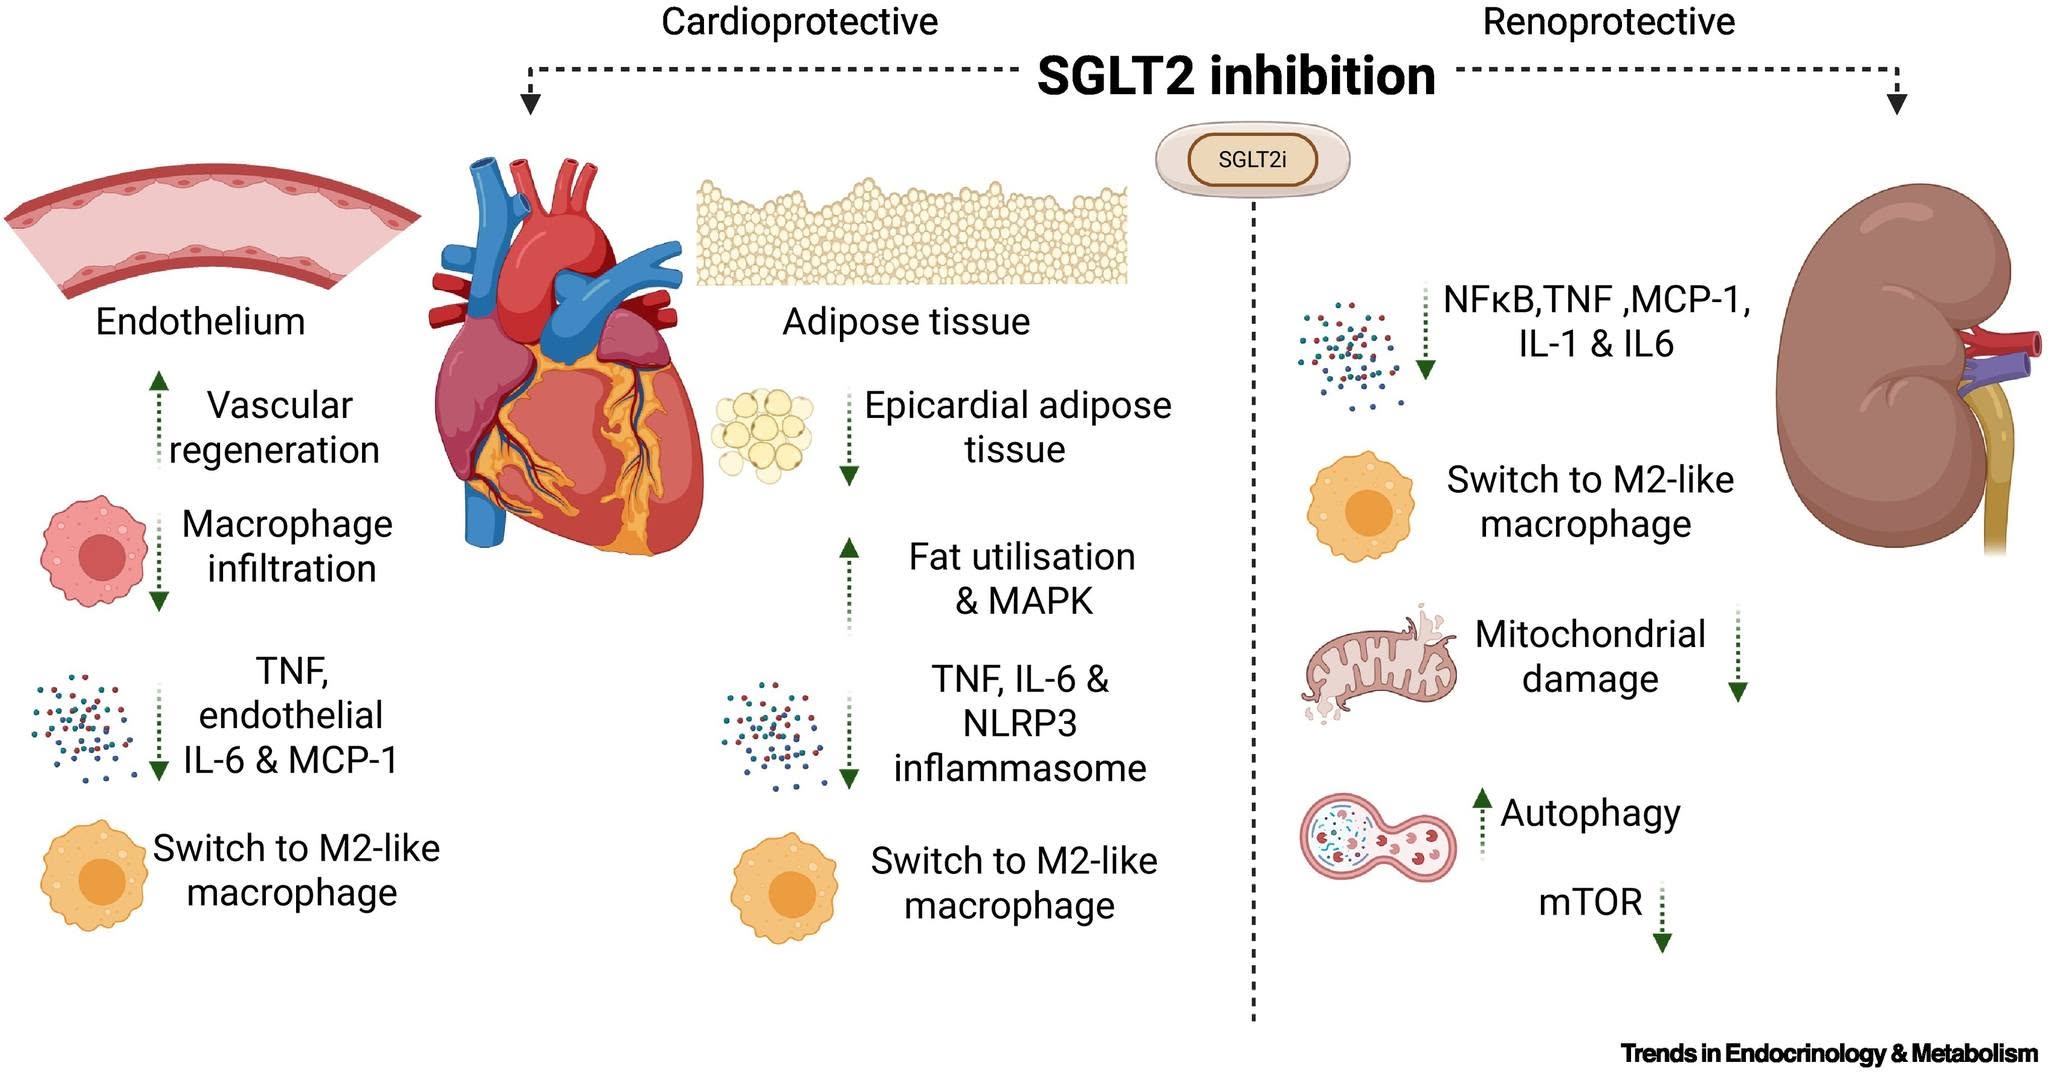 Cardioprotective
Renoprotective
SGLT2 inhibition
SGLT2i
Endothelium
Vascular
regeneration
Macrophage
infiltration
TNF,
endothelial
IL-6 & MCP-1
Switch to M2-like
macrophage
Adipose tissue
Epicardial adipose
tissue
Fat utilisation
& MAPK
TNF, IL-6 &
NLRP3
inflammasome
Switch to M2-like
macrophage
NFκB,TNF ,MCP-1,
IL-1 & IL6
Switch to M2-like
macrophage
Mitochondrial
damage
Autophagy
mTOR
Trends in Endocrinology & Metabolism